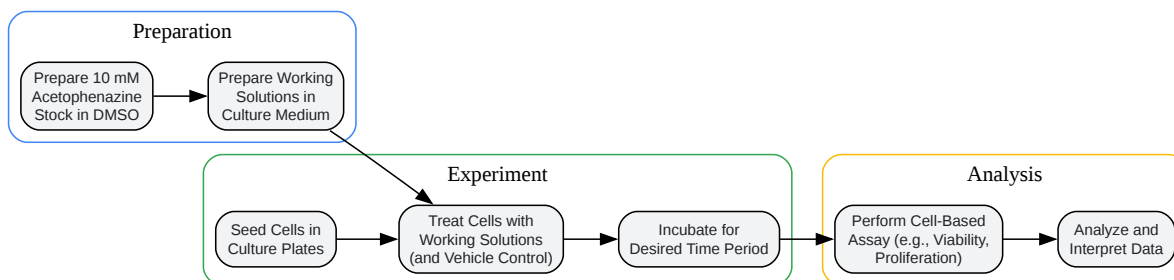 Preparation
Prepare 10 mM
Acetophenazine
Stock in DMSO
Prepare Working
Solutions in
Culture Medium
Experiment
Seed Cells in
Culture Plates
Treat Cells with
Working Solutions
(and Vehicle Control)
Incubate for
Desired Time Period
Analysis
Perform Cell-Based
Assay (e.g., Viability,
Proliferation)
Analyze and
Interpret Data